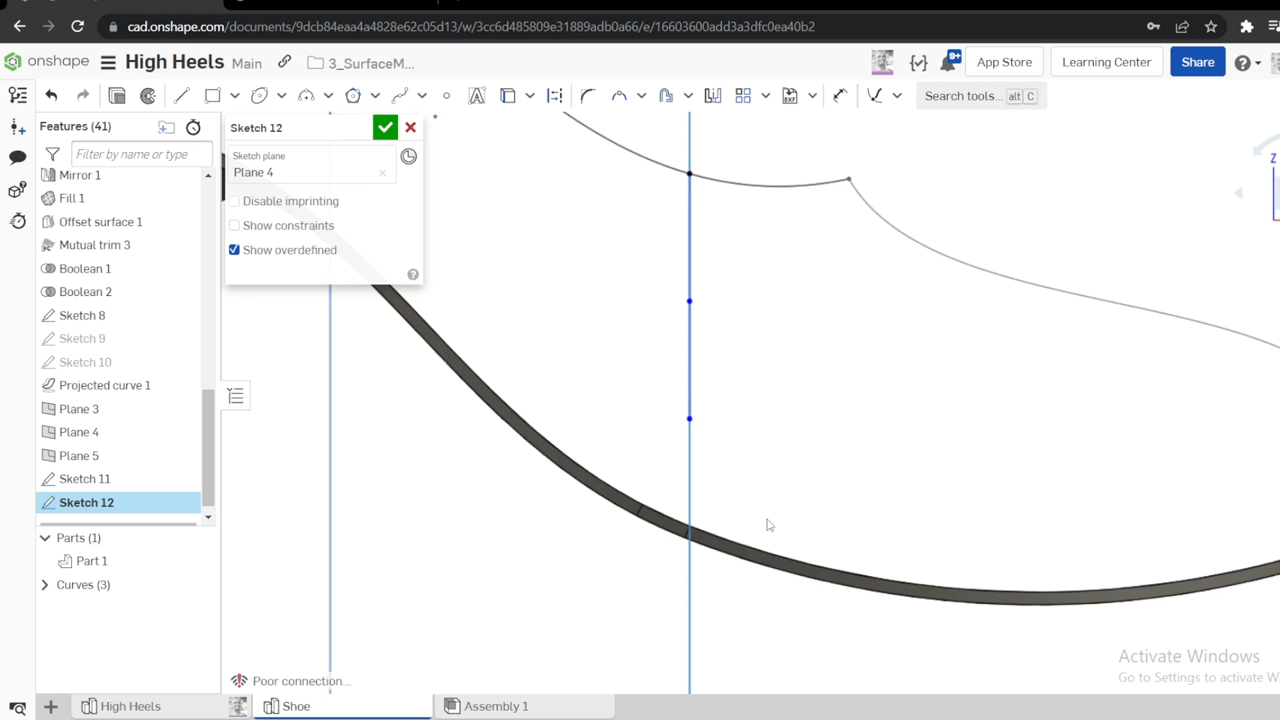 cad.onshape.com/documents/9dcb84eaa4a4828e62c05d13/w/3cc6d485809e31889adb0a66/e/16603600add3a3dfc0ea40b2
onshape High Heels Main 3_SurfaceM... 9+ App Store Learning Center Share
Search tools... alt C
Features (41)
Filter by name or type
Mirror 1
Fill 1
Offset surface 1
Mutual trim 3
Boolean 1
Boolean 2
Sketch 8
Sketch 9
Sketch 10
Projected curve 1
Plane 3
Plane 4
Plane 5
Sketch 11
Sketch 12
Parts (1)
Part 1
Curves (3)
Sketch 12
Sketch plane
Plane 4
Disable imprinting
Show constraints
Show overdefined
Z
Poor connection...
Activate Windows
Go to Settings to activate W
High Heels Shoe Assembly 1